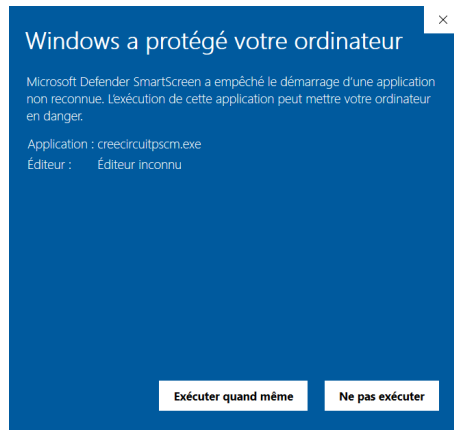 Windows a protégé votre ordinateur
Microsoft Defender SmartScreen a empêché le démarrage d'une application
non reconnue. L'exécution de cette application peut mettre votre ordinateur
en danger.
Application : creecircuitpscm.exe
Éditeur : Éditeur inconnu
Exécuter quand même Ne pas exécuter